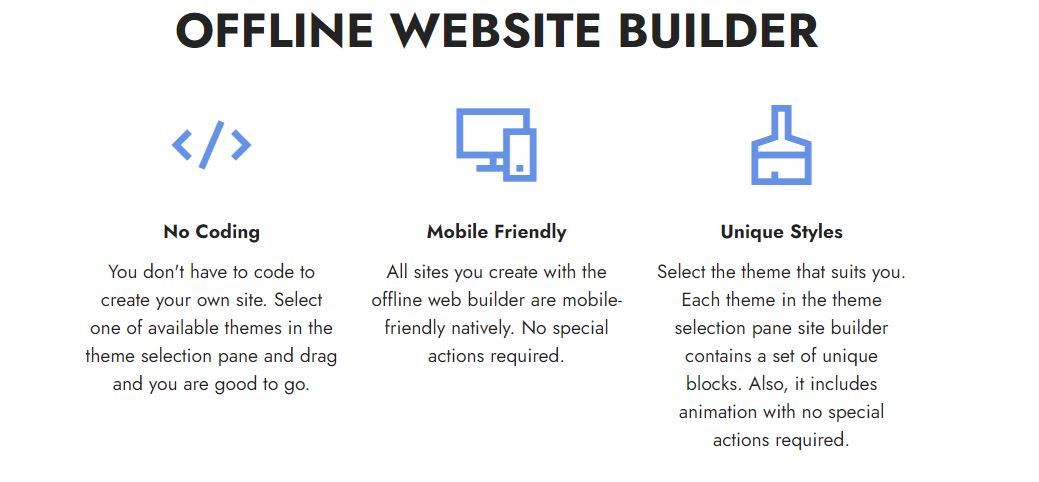 OFFLINE WEBSITE BUILDER
No Coding
You don't have to code to
create your own site. Select
one of available themes in the
theme selection pane and drag
and you are good to go.
Mobile Friendly
All sites you create with the
offline web builder are mobile-
friendly natively. No special
actions required.
Unique Styles
Select the theme that suits you.
Each theme in the theme
selection pane site builder
contains a set of unique
blocks. Also, it includes
animation with no special
actions required.